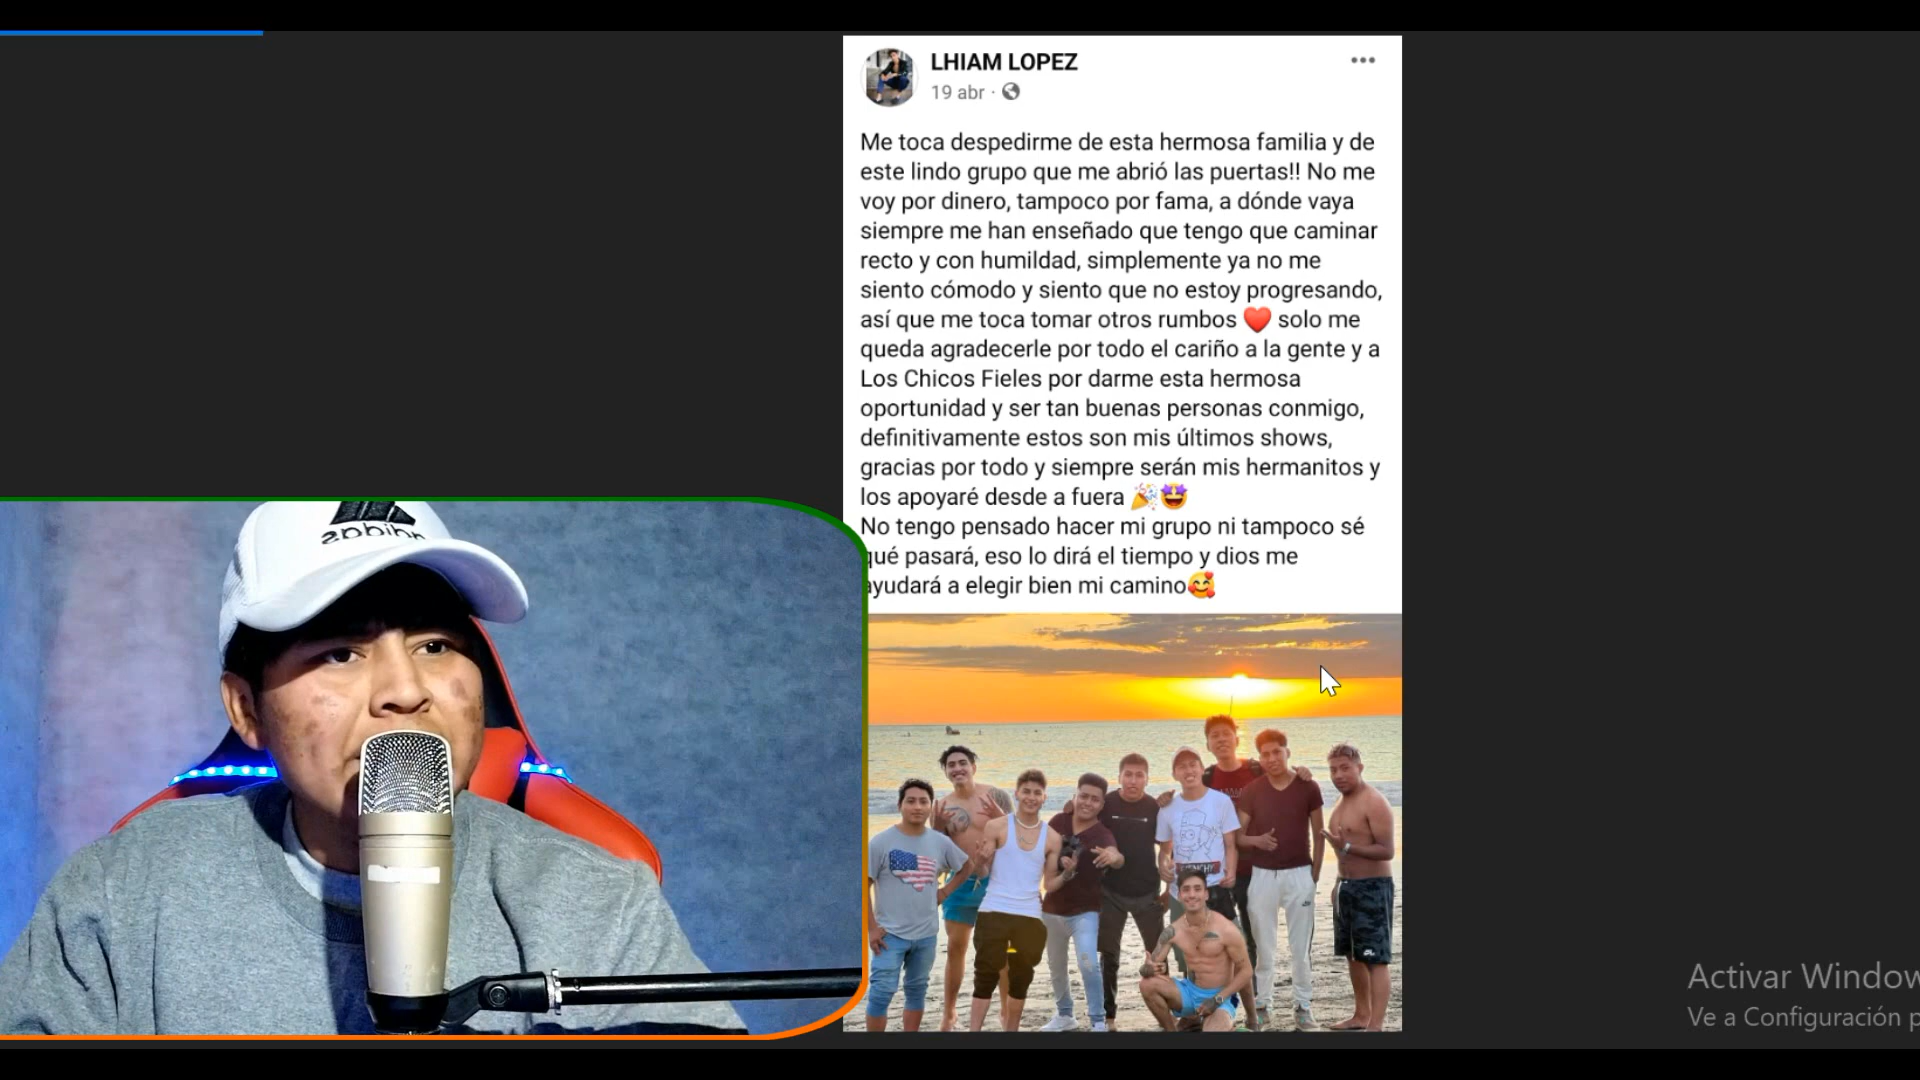 LHIAM LOPEZ
19 abr
Me toca despedirme de esta hermosa familia y de
este lindo grupo que me abrió las puertas!! No me
voy por dinero, tampoco por fama, a dónde vaya
siempre me han enseñado que tengo que caminar
recto y con humildad, simplemente ya no me
siento cómodo y siento que no estoy progresando,
así que me toca tomar otros rumbos ❤️ solo me
queda agradecerle por todo el cariño a la gente y a
Los Chicos Fieles por darme esta hermosa
oportunidad y ser tan buenas personas conmigo,
definitivamente estos son mis últimos shows,
gracias por todo y siempre serán mis hermanitos y
los apoyaré desde a fuera 🎉🤩
No tengo pensado hacer mi grupo ni tampoco sé
qué pasará, eso lo dirá el tiempo y dios me
ayudará a elegir bien mi camino🥰
adidas
Activar Window
Ve a Configuración p